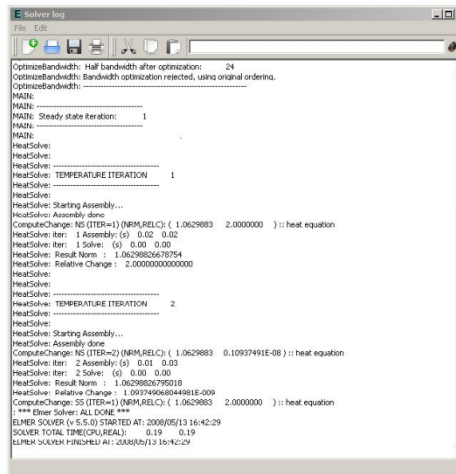 Solver log
File Edit
OptimizeBandwidth: Half bandwidth after optimization: 24
OptimizeBandwidth: Bandwidth optimization rejected, using original ordering.
OptimizeBandwidth: ---------------------------------------------------------
MAIN:
MAIN: -------------------------------------
MAIN: Steady state iteration: 1
MAIN: -------------------------------------
MAIN:
HeatSolve:
HeatSolve:
HeatSolve: -------------------------------------
HeatSolve: TEMPERATURE ITERATION 1
HeatSolve: -------------------------------------
HeatSolve:
HeatSolve: Starting Assembly...
HeatSolve: Assembly done
ComputeChange: NS (ITER=1) (NRM,RELC): ( 1.0629883 2.0000000 ) :: heat equation
HeatSolve: iter: 1 Assembly: (s) 0.02 0.02
HeatSolve: iter: 1 Solve: (s) 0.00 0.00
HeatSolve: Result Norm : 1.06298826678754
HeatSolve: Relative Change : 2.00000000000000
HeatSolve:
HeatSolve:
HeatSolve: -------------------------------------
HeatSolve: TEMPERATURE ITERATION 2
HeatSolve: -------------------------------------
HeatSolve:
HeatSolve: Starting Assembly...
HeatSolve: Assembly done
ComputeChange: NS (ITER=2) (NRM,RELC): ( 1.0629883 0.10937491E-08 ) :: heat equation
HeatSolve: iter: 2 Assembly: (s) 0.01 0.03
HeatSolve: iter: 2 Solve: (s) 0.00 0.00
HeatSolve: Result Norm : 1.06298826795018
HeatSolve: Relative Change : 1.093749068044981E-009
ComputeChange: SS (ITER=1) (NRM,RELC): ( 1.0629883 2.0000000 ) :: heat equation
: *** Elmer Solver: ALL DONE ***
ELMER SOLVER (v 5.5.0) STARTED AT: 2008/05/13 16:42:29
SOLVER TOTAL TIME(CPU,REAL): 0.19 0.19
ELMER SOLVER FINISHED AT: 2008/05/13 16:42:29